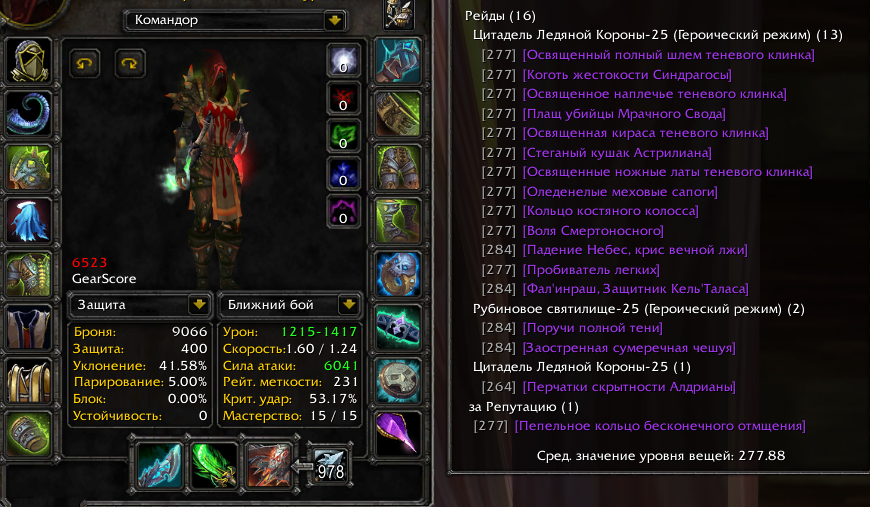 Командор
0
0
0
0
0
6523
GearScore
Защита
Ближний бой
Броня: 9066
Защита: 400
Уклонение: 41.58%
Парирование: 5.00%
Блок: 0.00%
Устойчивость: 0
Урон: 1215-1417
Скорость: 1.60 / 1.24
Сила атаки: 6041
Рейт. меткости: 231
Крит. удар: 53.17%
Мастерство: 15 / 15
978
Рейды (16)
Цитадель Ледяной Короны-25 (Героический режим) (13)
[277] [Освященный полный шлем теневого клинка]
[277] [Коготь жестокости Синдрагосы]
[277] [Освященное наплечье теневого клинка]
[277] [Плащ убийцы Мрачного Свода]
[277] [Освященная кираса теневого клинка]
[277] [Стеганый кушак Астрилиана]
[277] [Освященные ножные латы теневого клинка]
[277] [Оледенелые меховые сапоги]
[277] [Кольцо костяного колосса]
[277] [Воля Смертоносного]
[284] [Падение Небес, крис вечной лжи]
[277] [Пробиватель легких]
[284] [Фал'инраш, Защитник Кель'Таласа]
Рубиновое святилище-25 (Героический режим) (2)
[284] [Поручи полной тени]
[284] [Заостренная сумеречная чешуя]
Цитадель Ледяной Короны-25 (1)
[264] [Перчатки скрытности Алдрианы]
за Репутацию (1)
[277] [Пепельное кольцо бесконечного отмщения]
Сред. значение уровня вещей: 277.88